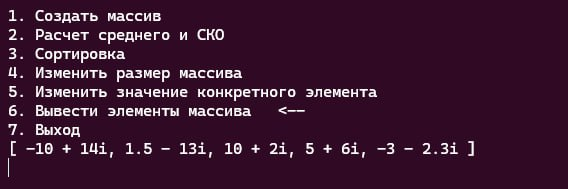 1. Создать массив
2. Расчет среднего и СКО
3. Сортировка
4. Изменить размер массива
5. Изменить значение конкретного элемента
6. Вывести элементы массива <--
7. Выход
[ -10 + 14i, 1.5 - 13i, 10 + 2i, 5 + 6i, -3 - 2.3i ]